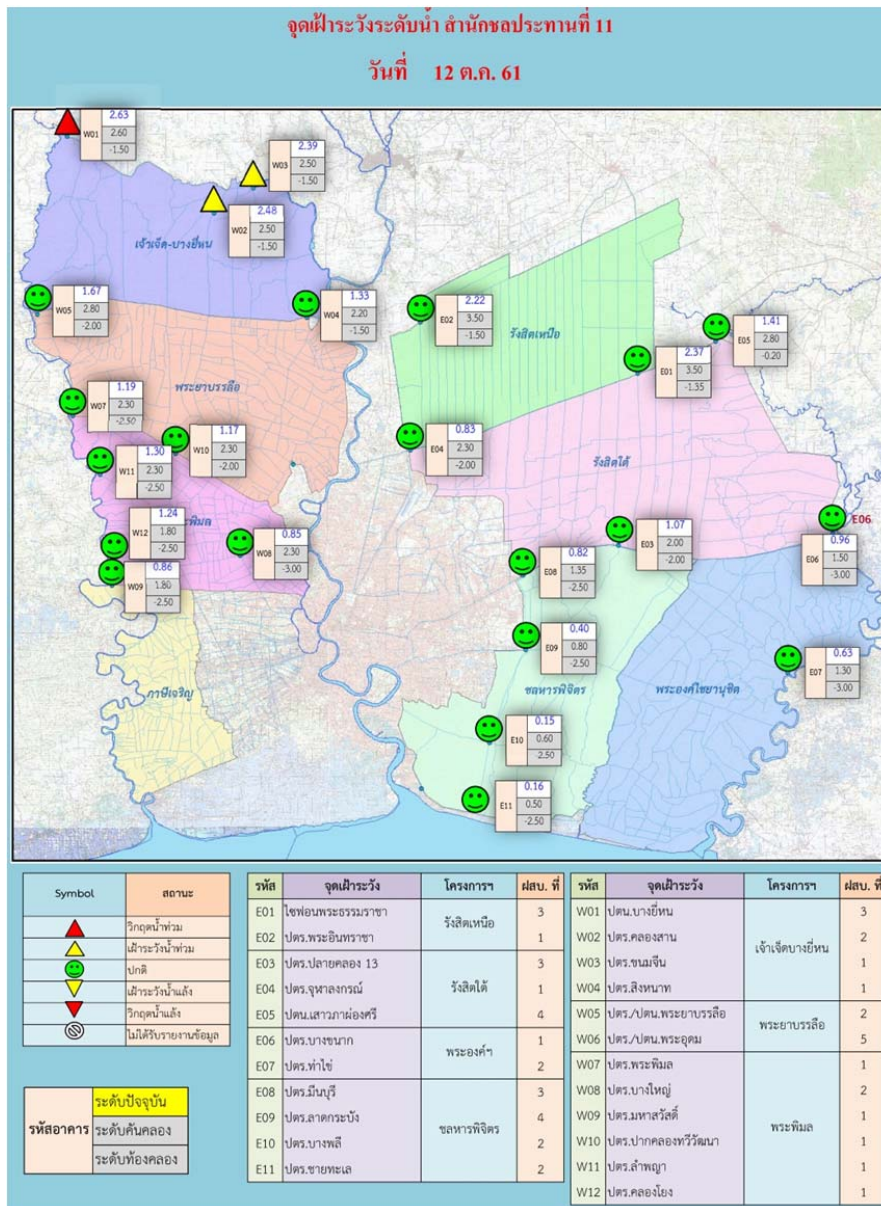 จุดเฝ้าระวังระดับน้ำ สำนักชลประทานที่ 11
วันที่ 12 ต.ค. 61
W01 2.63 2.60 -1.50
W03 2.39 2.50 -1.50
W02 2.48 2.50 -1.50
เจ้าเจ็ด-บางยี่หน
W05 1.67 2.80 -2.00
W04 1.33 2.20 -1.50
E02 2.22 3.50 -1.50
รังสิตเหนือ
E05 1.41 2.80 -0.20
E01 2.37 3.50 -1.35
พระยาบรรลือ
W07 1.19 2.30 -2.50
W10 1.17 2.30 -2.00
E04 0.83 2.30 -2.00
รังสิตใต้
W11 1.30 2.30 -2.50
W12 1.24 1.80 -2.50
ะพิมล
W08 0.85 2.30 -3.00
E03 1.07 2.00 -2.00
E06
E06 0.96 1.50 -3.00
W09 0.86 1.80 -2.50
E08 0.82 1.35 -2.50
E09 0.40 0.80 -2.50
E07 0.63 1.30 -3.00
ภาษีเจริญ
ชลหารพิจิตร
พระองค์ไชยานุชิต
E10 0.15 0.60 -2.50
E11 0.16 0.50 -2.50
Symbol สถานะ
วิกฤตน้ำท่วม
เฝ้าระวังน้ำท่วม
ปกติ
เฝ้าระวังน้ำแล้ง
วิกฤตน้ำแล้ง
ไม่ได้รับรายงานข้อมูล
รหัสอาคาร
ระดับปัจจุบัน
ระดับคันคลอง
ระดับท้องคลอง
รหัส จุดเฝ้าระวัง โครงการฯ ฝสบ. ที่
E01 ไซฟอนพระธรรมราชา รังสิตเหนือ 3
E02 ปตร.พระอินทราชา 1
E03 ปตร.ปลายคลอง 13 รังสิตใต้ 3
E04 ปตร.จุฬาลงกรณ์ 1
E05 ปตน.เสาวภาผ่องศรี 4
E06 ปตร.บางขนาก พระองค์ฯ 1
E07 ปตร.ท่าไข่ 2
E08 ปตร.มีนบุรี ชลหารพิจิตร 3
E09 ปตร.ลาดกระบัง 4
E10 ปตร.บางพลี 2
E11 ปตร.ชายทะเล 2
รหัส จุดเฝ้าระวัง โครงการฯ ฝสบ. ที่
W01 ปตน.บางยี่หน เจ้าเจ็ดบางยี่หน 3
W02 ปตร.คลองสาน 2
W03 ปตร.ขนมจีน 1
W04 ปตร.สิงหนาท 1
W05 ปตร./ปตน.พระยาบรรลือ พระยาบรรลือ 2
W06 ปตร./ปตน.พระอุดม 5
W07 ปตร.พระพิมล พระพิมล 1
W08 ปตร.บางใหญ่ 2
W09 ปตร.มหาสวัสดิ์ 1
W10 ปตร.ปากคลองทวีวัฒนา 1
W11 ปตร.ลำพญา 1
W12 ปตร.คลองโยง 1